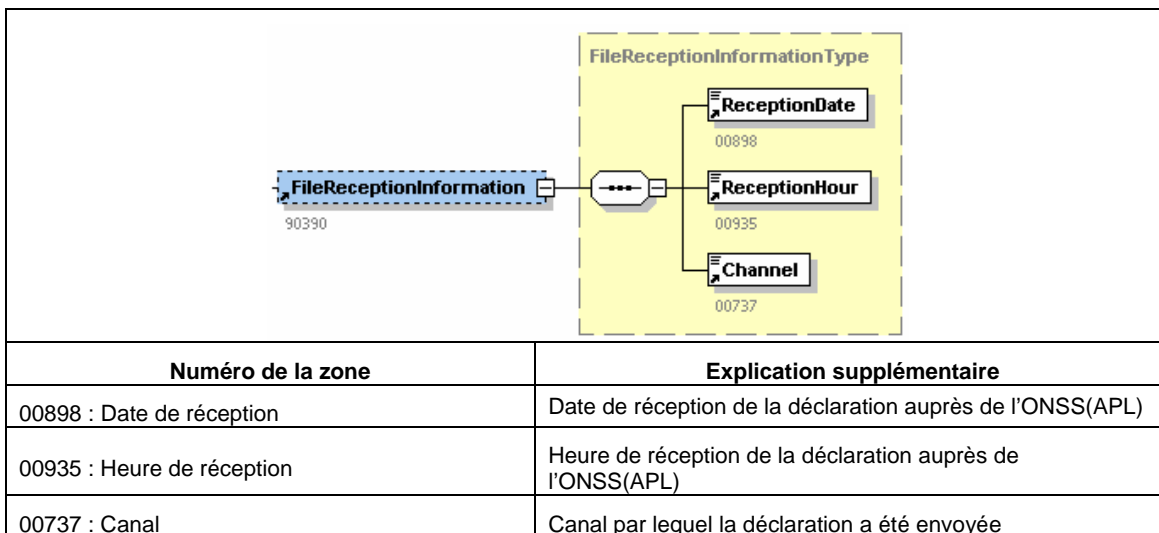 FileReceptionInformationType
ReceptionDate
00898
FileReceptionInformation
90390
ReceptionHour
00935
Channel
00737
Numéro de la zone
Explication supplémentaire
00898 : Date de réception
Date de réception de la déclaration auprès de l'ONSS(APL)
00935 : Heure de réception
Heure de réception de la déclaration auprès de
l'ONSS(APL)
00737 : Canal
Canal par lequel la déclaration a été envoyée